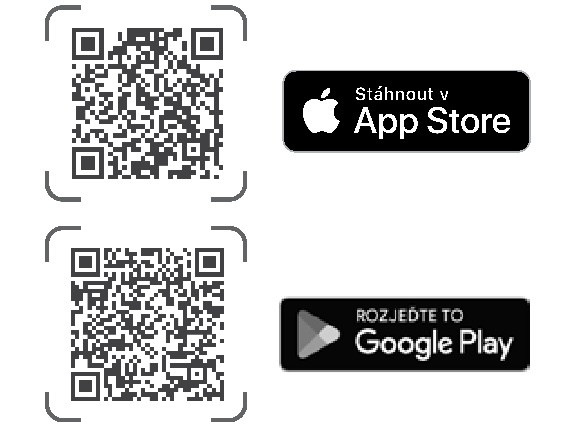 Stáhnout v
App Store
ROZJEĎTE TO
Google Play